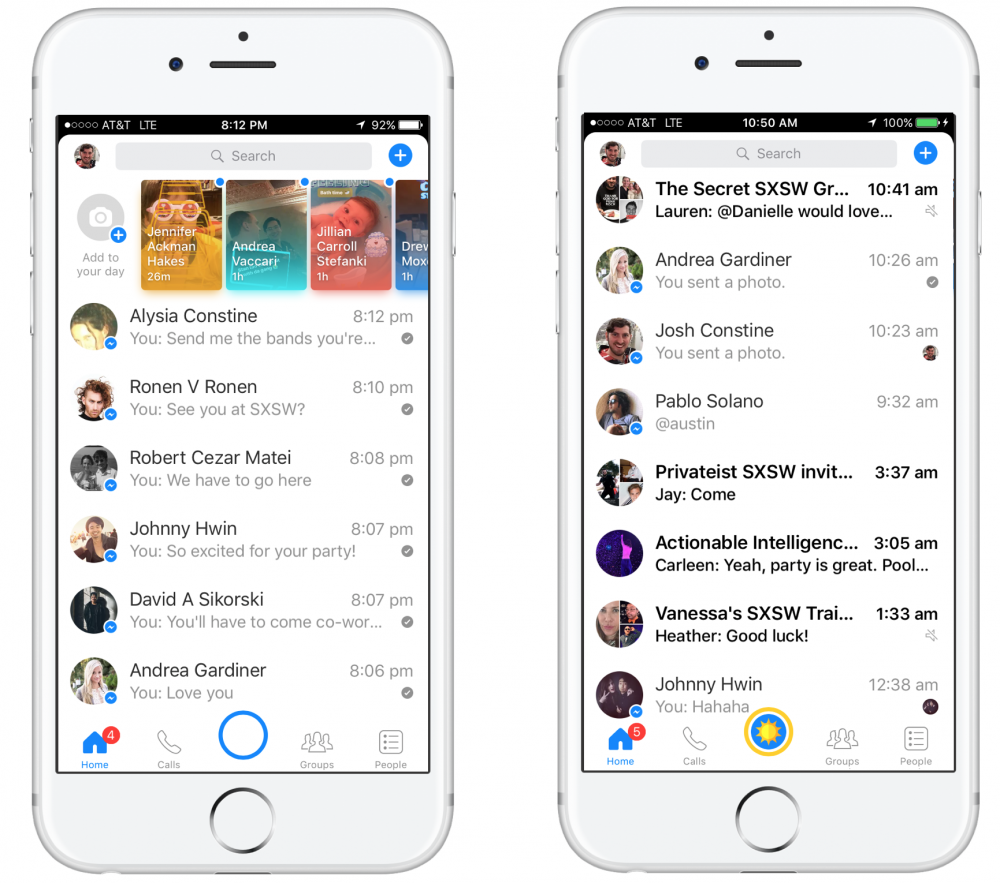 ●○○○○ AT&T LTE 8:12 PM 92%
Search
Add to
your day
Jennifer
Ackman
Hakes
26m
Andrea
Vaccari
1h
Bath time
Jillian
Carroll
Stefanki
1h
Drew
Alysia Constine 8:12 pm
You: Send me the bands you're...
Ronen V Ronen 8:10 pm
You: See you at SXSW?
Robert Cezar Matei 8:08 pm
You: We have to go here
Johnny Hwin 8:07 pm
You: So excited for your party!
David A Sikorski 8:07 pm
You: You'll have to come co-wor...
Andrea Gardiner 8:06 pm
You: Love you
4
Home Calls Groups People
●○○○○ AT&T LTE 10:50 AM 100%
Search
The Secret SXSW Gr... 10:41 am
Lauren: @Danielle would love...
Andrea Gardiner 10:26 am
You sent a photo.
Josh Constine 10:23 am
You sent a photo.
Pablo Solano 9:32 am
@austin
Privateist SXSW invit... 3:37 am
Jay: Come
Actionable Intelligenc... 3:05 am
Carleen: Yeah, party is great. Pool...
Vanessa's SXSW Trai... 1:33 am
Heather: Good luck!
Johnny Hwin 12:38 am
You: Hahaha
5
Home Calls Groups People